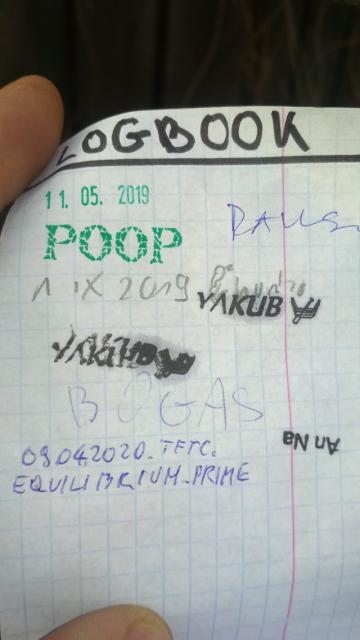 LOGBOOK
11. 05. 2019
POOP
1 IX 2019
YAKUB
YAKUB
BOGAS
An Na
09.04.2020. TFTC.
EQUILIBRIUM_PRIME